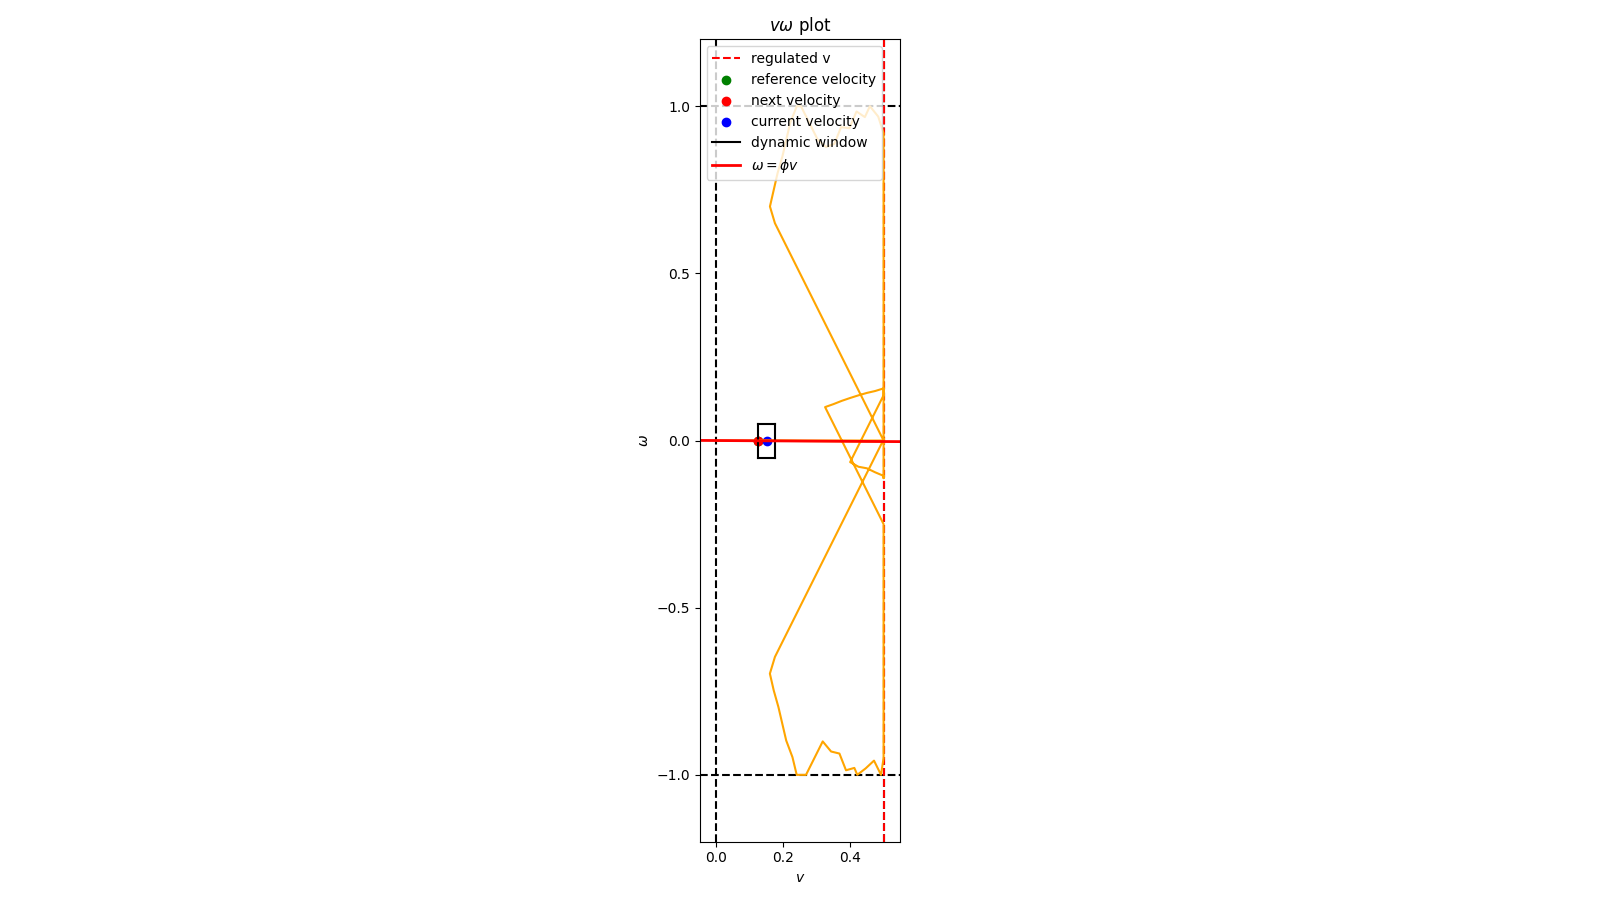 vω plot
regulated v
reference velocity
next velocity
current velocity
dynamic window
ω = ϕv
1.0
0.5
0.0
−0.5
−1.0
ω
0.0 0.2 0.4
v